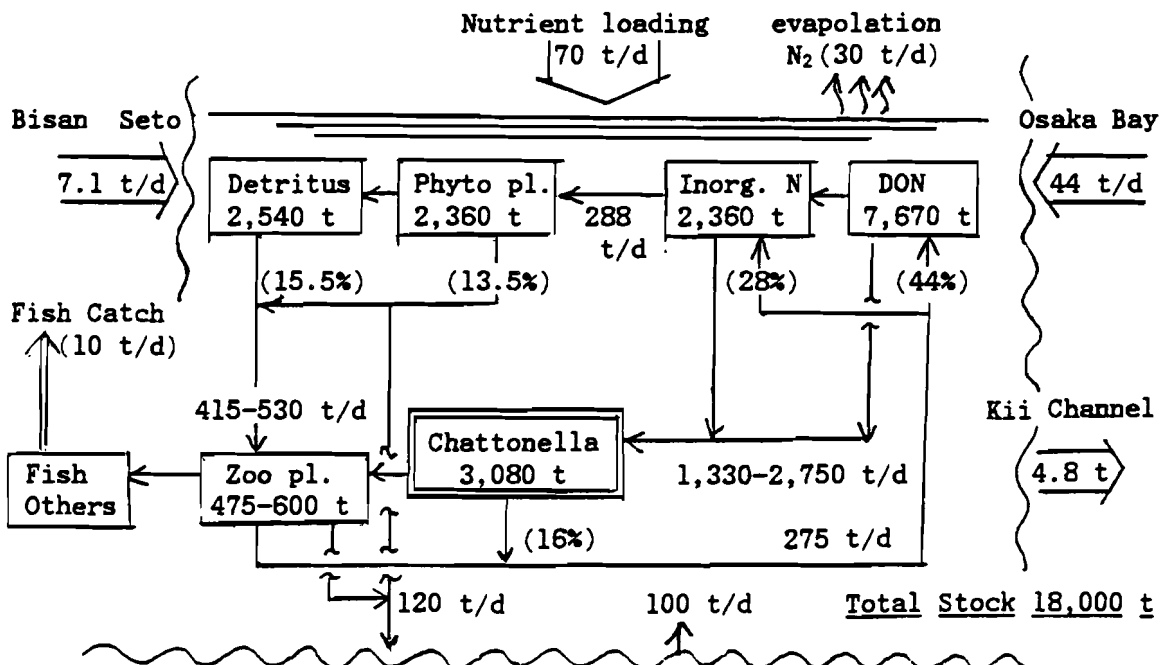 Nutrient loading
70 t/d
evapolation
N₂(30 t/d)
Bisan Seto
7.1 t/d
Osaka Bay
44 t/d
Detritus
2,540 t
Phyto pl.
2,360 t
288
t/d
Inorg. N
2,360 t
DON
7,670 t
(15.5%)
(13.5%)
(28%)
(44%)
Fish Catch
(10 t/d)
415-530 t/d
Kii Channel
4.8 t
Chattonella
3,080 t
1,330-2,750 t/d
Fish
Others
Zoo pl.
475-600 t
(16%)
275 t/d
120 t/d
100 t/d
Total Stock 18,000 t